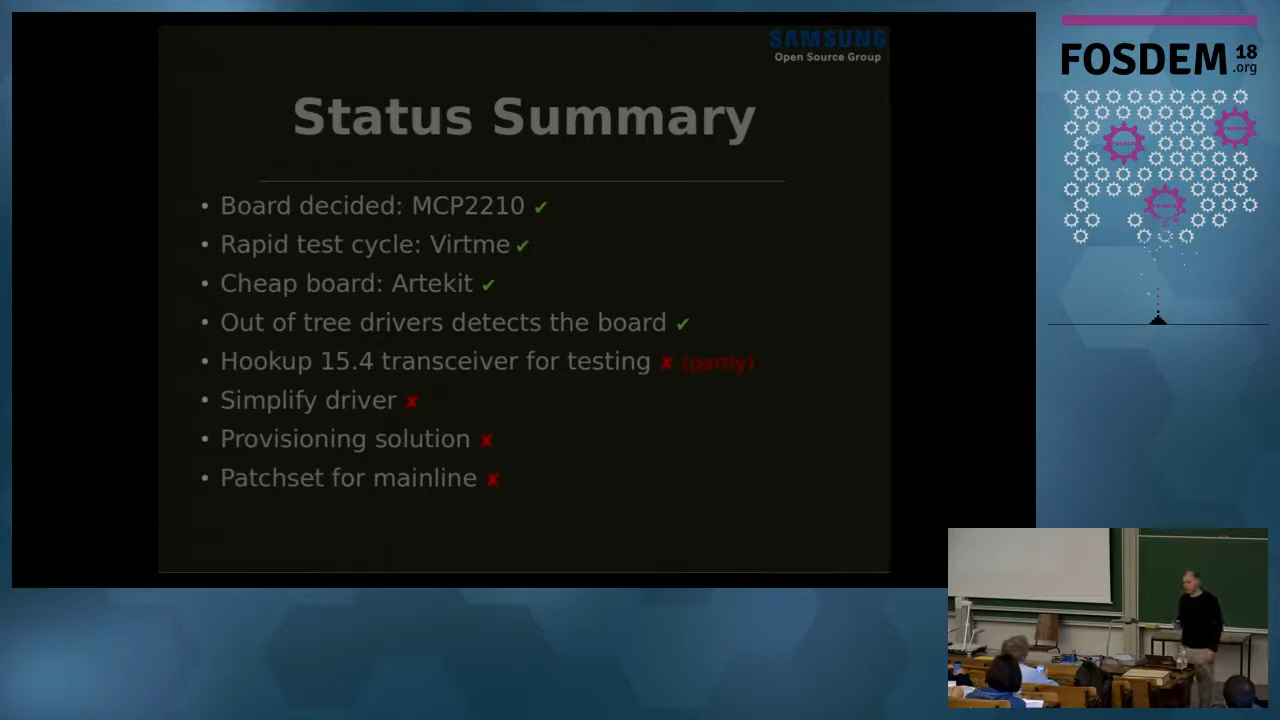 SAMSUNG
Open Source Group
Status Summary
• Board decided: MCP2210 ✔
• Rapid test cycle: Virtme ✔
• Cheap board: Artekit ✔
• Out of tree drivers detects the board ✔
• Hookup 15.4 transceiver for testing ✘ (partly)
• Simplify driver ✘
• Provisioning solution ✘
• Patchset for mainline ✘
FOSDEM 18
.org